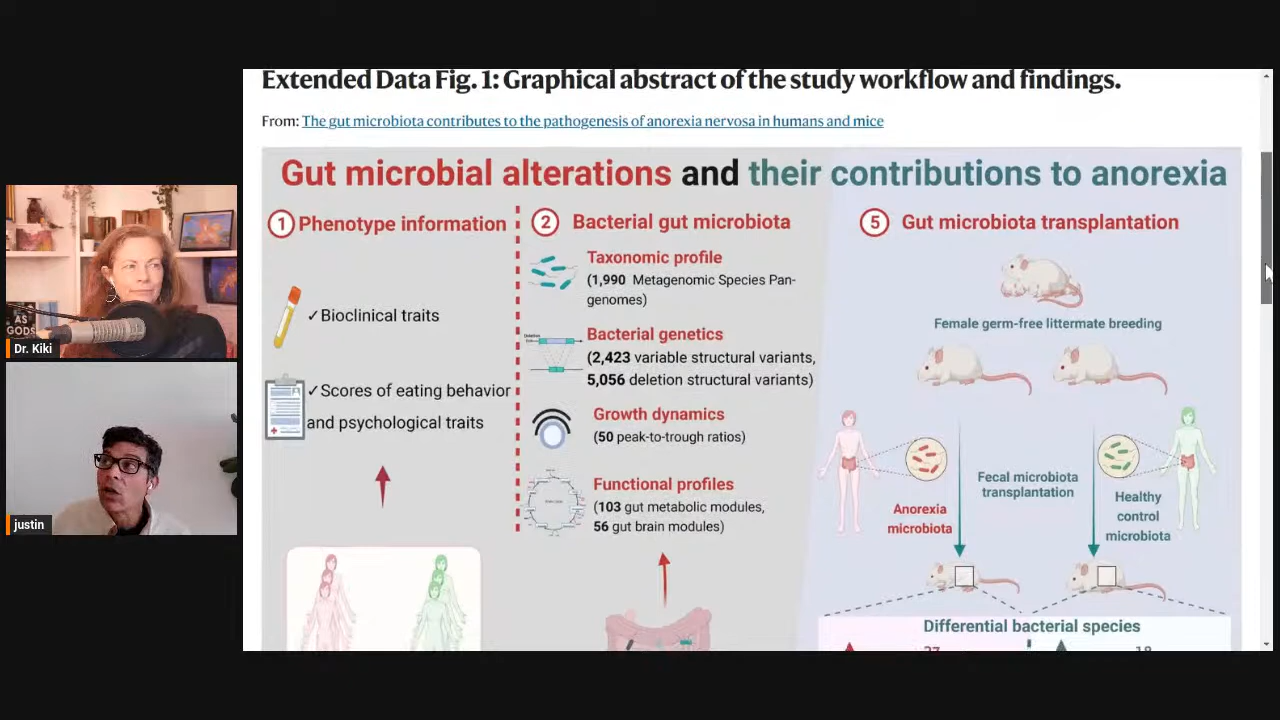 Extended Data Fig. 1: Graphical abstract of the study workflow and findings.
From: The gut microbiota contributes to the pathogenesis of anorexia nervosa in humans and mice
Gut microbial alterations and their contributions to anorexia
1 Phenotype information
✓Bioclinical traits
✓Scores of eating behavior
and psychological traits
2 Bacterial gut microbiota
Taxonomic profile
(1,990 Metagenomic Species Pan-
genomes)
Bacterial genetics
(2,423 variable structural variants,
5,056 deletion structural variants)
Growth dynamics
(50 peak-to-trough ratios)
Functional profiles
(103 gut metabolic modules,
56 gut brain modules)
5 Gut microbiota transplantation
Female germ-free littermate breeding
Fecal microbiota
transplantation
Anorexia
microbiota
Healthy
control
microbiota
Differential bacterial species
AS
GODS
Dr. Kiki
justin